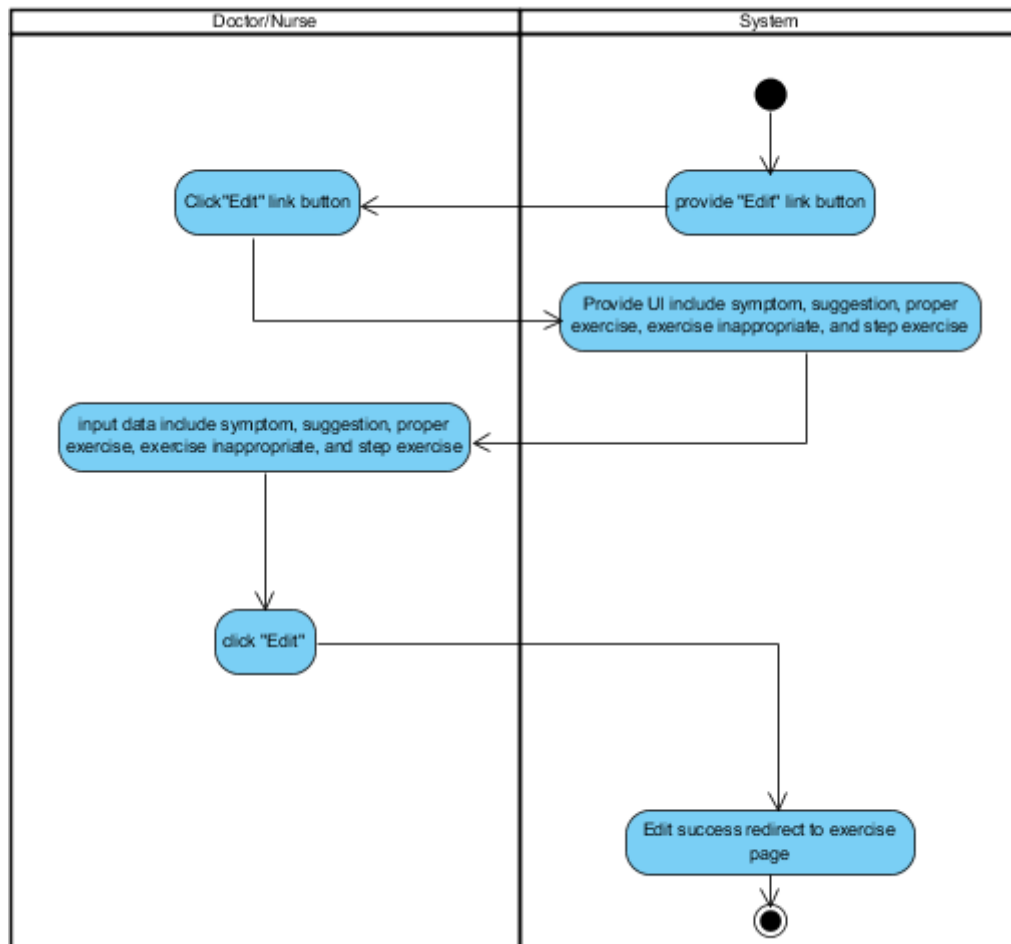 Doctor/Nurse
System
Click"Edit" link button
provide "Edit" link button
Provide UI include symptom, suggestion, proper
exercise, exercise inappropriate, and step exercise
input data include symptom, suggestion, proper
exercise, exercise inappropriate, and step exercise
click "Edit"
Edit success redirect to exercise
page